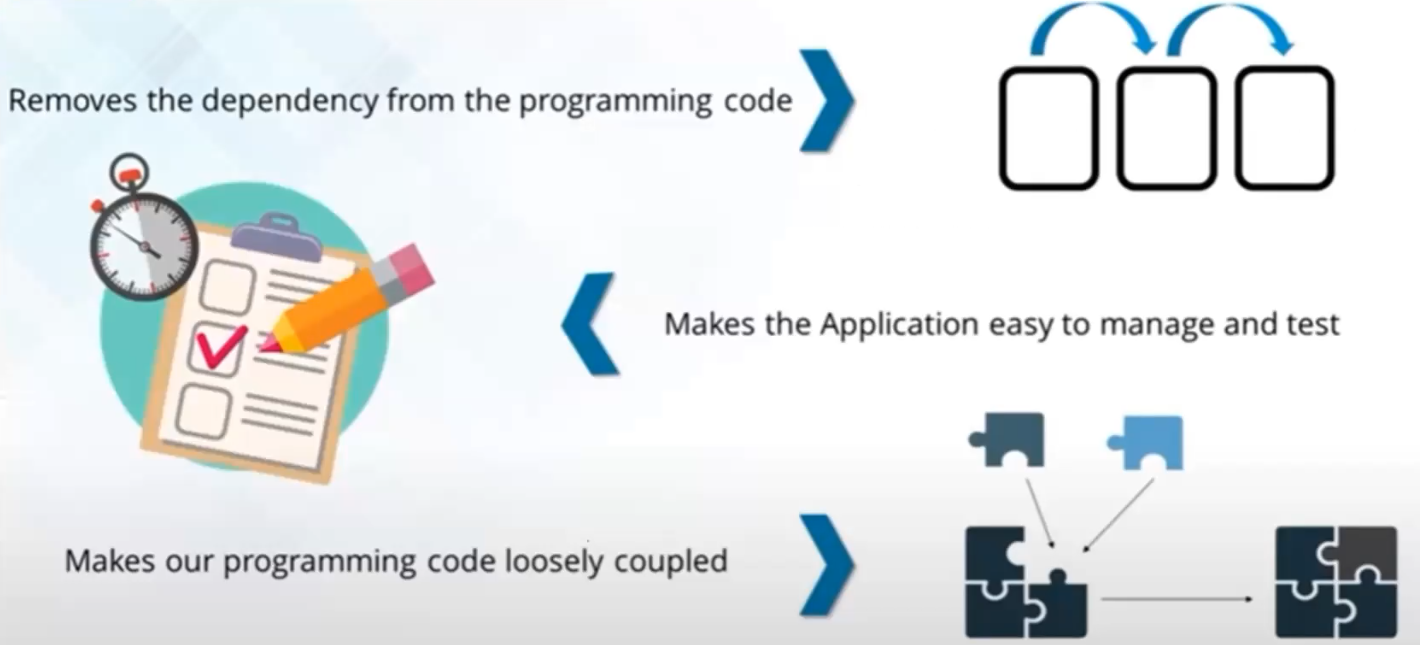 Removes the dependency from the programming code
Makes the Application easy to manage and test
Makes our programming code loosely coupled